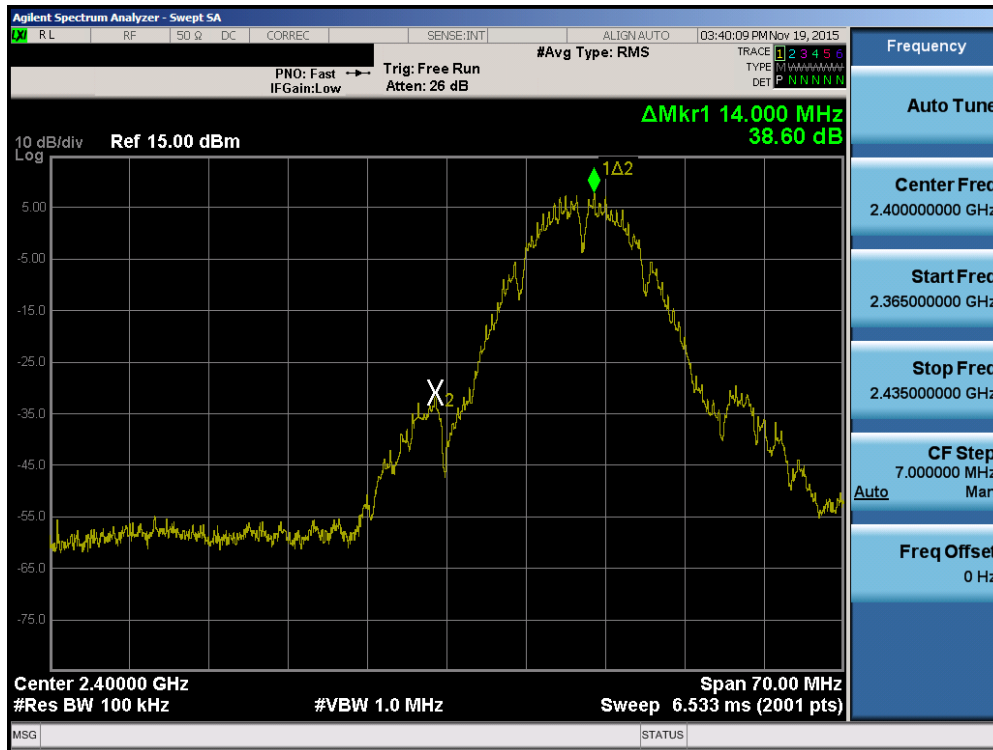 Agilent Spectrum Analyzer - Swept SA
LXI RL RF 50 Ω DC CORREC SENSE:INT ALIGN AUTO 03:40:09 PM Nov 19, 2015
#Avg Type: RMS TRACE 1 2 3 4 5 6
PNO: Fast Trig: Free Run TYPE M WWWWW
IFGain:Low Atten: 26 dB DET P N N N N N
ΔMkr1 14.000 MHz
38.60 dB
10 dB/div Ref 15.00 dBm
Log
1Δ2
5.00
-5.00
-15.0
-25.0
X2
-35.0
-45.0
-55.0
-65.0
-75.0
Center 2.40000 GHz Span 70.00 MHz
#Res BW 100 kHz #VBW 1.0 MHz Sweep 6.533 ms (2001 pts)
MSG STATUS
Frequency
Auto Tune
Center Freq
2.400000000 GHz
Start Freq
2.365000000 GHz
Stop Freq
2.435000000 GHz
CF Step
7.000000 MHz
Auto Man
Freq Offset
0 Hz